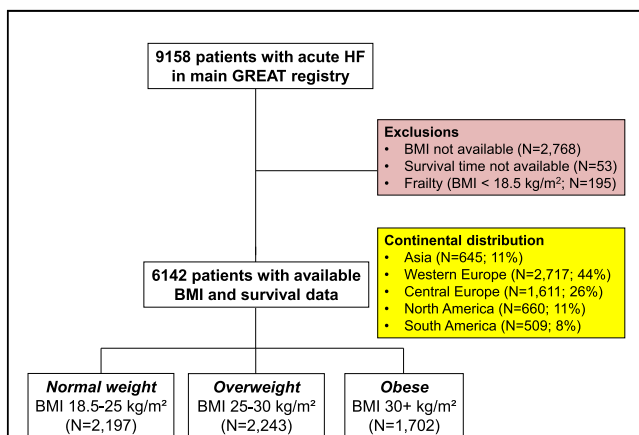 9158 patients with acute HF
in main GREAT registry
Exclusions
• BMI not available (N=2,768)
• Survival time not available (N=53)
• Frailty (BMI < 18.5 kg/m²; N=195)
Continental distribution
• Asia (N=645; 11%)
• Western Europe (N=2,717; 44%)
• Central Europe (N=1,611; 26%)
• North America (N=660; 11%)
• South America (N=509; 8%)
6142 patients with available
BMI and survival data
Normal weight
BMI 18.5-25 kg/m²
(N=2,197)
Overweight
BMI 25-30 kg/m²
(N=2,243)
Obese
BMI 30+ kg/m²
(N=1,702)